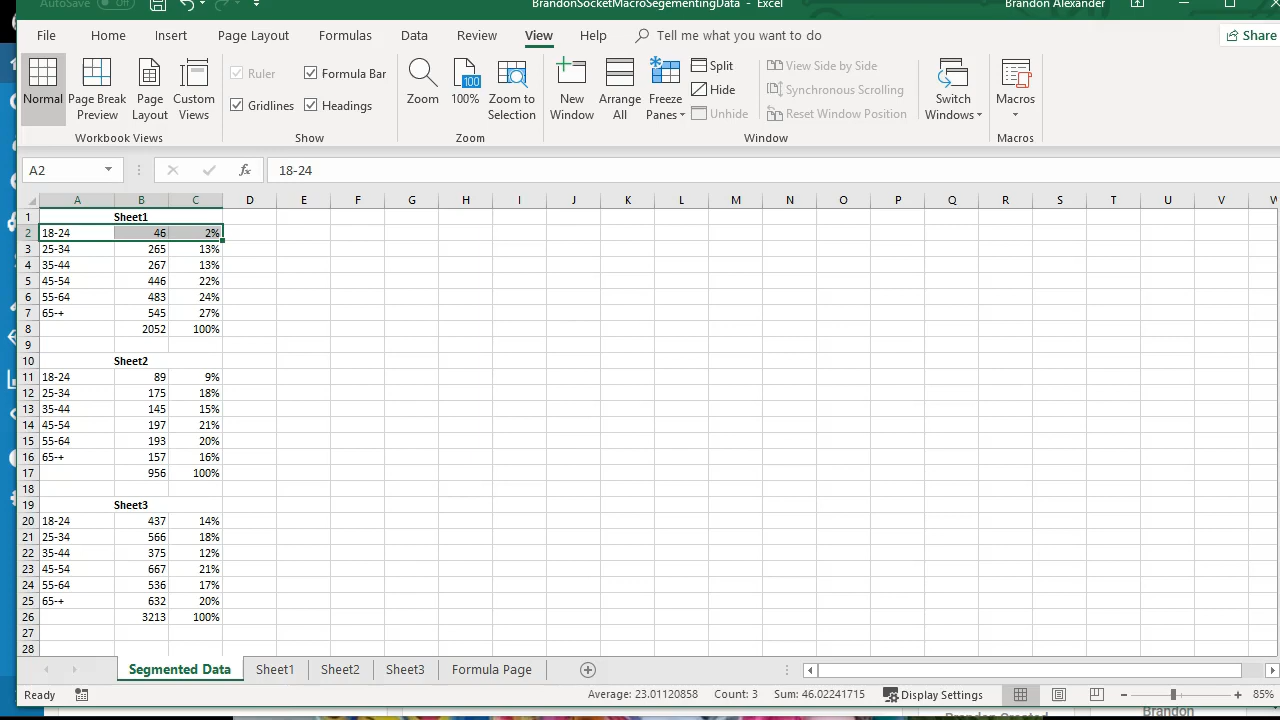 AutoSave Off BrandonSocketMacroSegementingData - Excel Brandon Alexander
File Home Insert Page Layout Formulas Data Review View Help Tell me what you want to do Share
Normal Page Break Preview Page Layout Custom Views
Workbook Views
Ruler Formula Bar
Gridlines Headings
Show
Zoom 100% Zoom to Selection
100
Zoom
New Window Arrange All Freeze Panes
Split
Hide
Unhide
View Side by Side
Synchronous Scrolling
Reset Window Position
Switch Windows
Window
Macros
Macros
A2 fx 18-24
A B C D E F G H I J K L M N O P Q R S T U V W
1 Sheet1
2 18-24 46 2%
3 25-34 265 13%
4 35-44 267 13%
5 45-54 446 22%
6 55-64 483 24%
7 65-+ 545 27%
8 2052 100%
9
10 Sheet2
11 18-24 89 9%
12 25-34 175 18%
13 35-44 145 15%
14 45-54 197 21%
15 55-64 193 20%
16 65-+ 157 16%
17 956 100%
18
19 Sheet3
20 18-24 437 14%
21 25-34 566 18%
22 35-44 375 12%
23 45-54 667 21%
24 55-64 536 17%
25 65-+ 632 20%
26 3213 100%
27
28
Segmented Data Sheet1 Sheet2 Sheet3 Formula Page
Ready Average: 23.01120858 Count: 3 Sum: 46.02241715 Display Settings 85%
Brandon Created Brandon